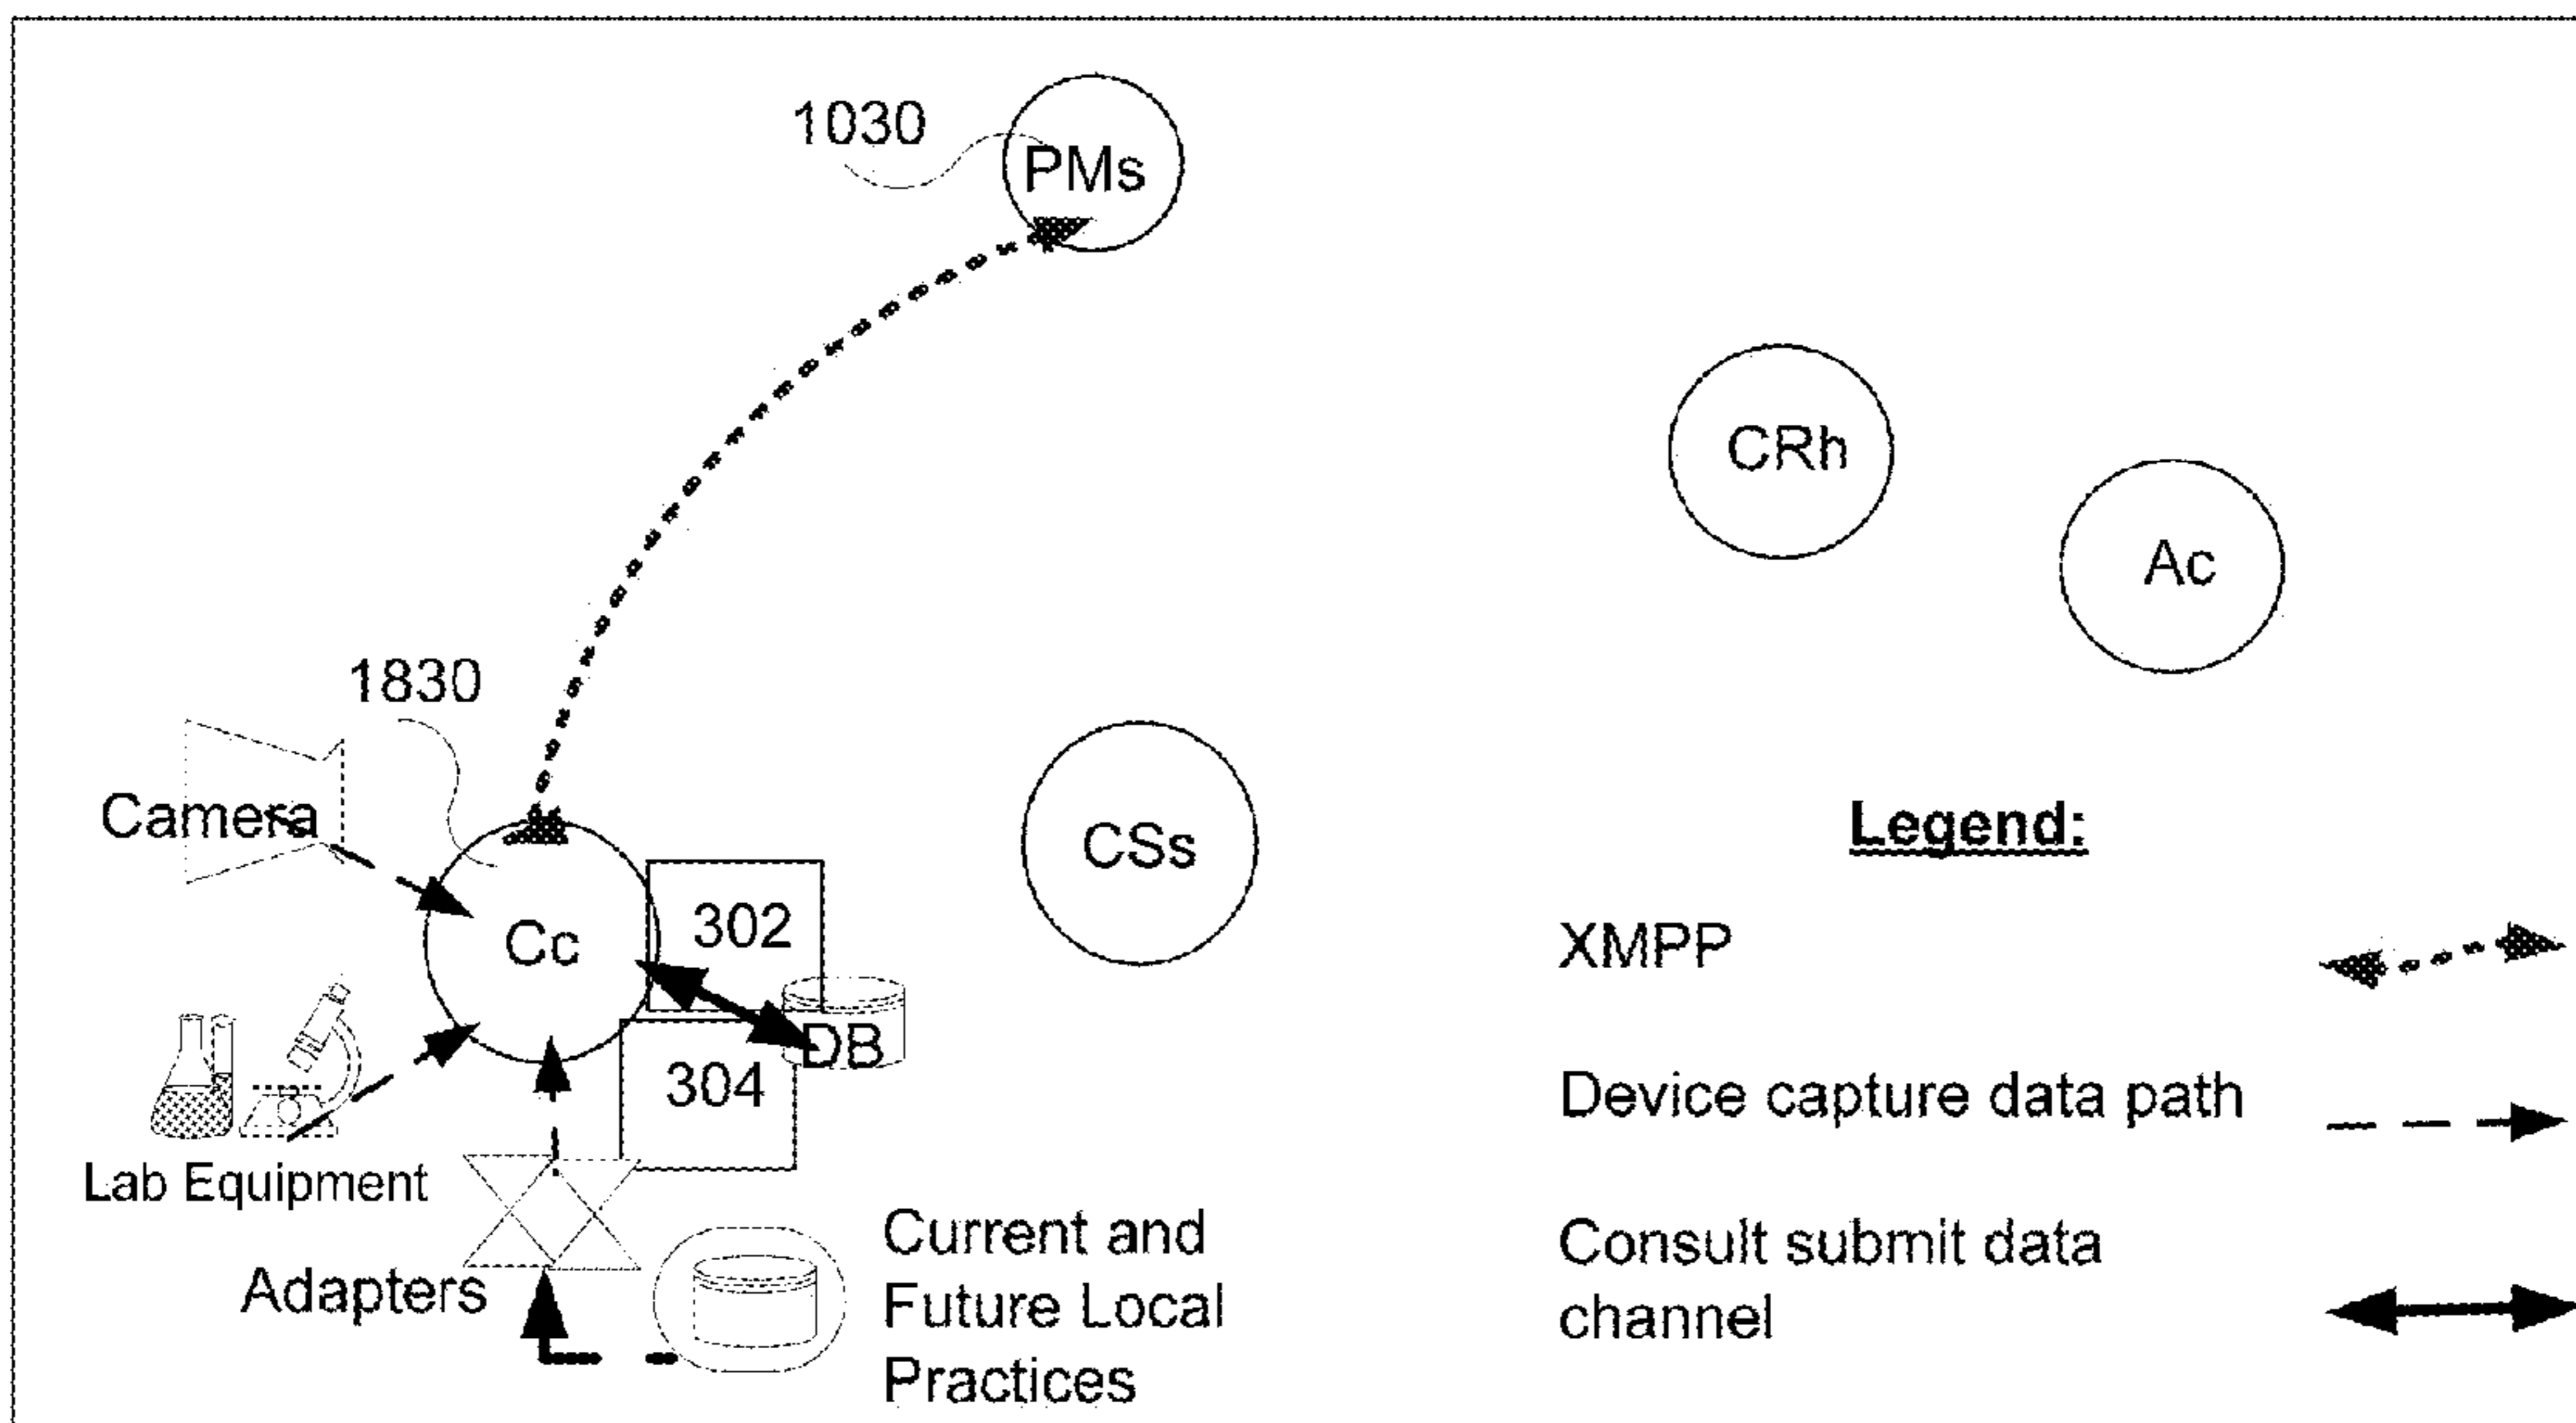 1030
PMs
CRh
Ac
1830
Camera
CSs
Legend:
Cc
302
XMPP
DB
304
Device capture data path
Lab Equipment
Adapters
Current and
Future Local
Practices
Consult submit data
channel